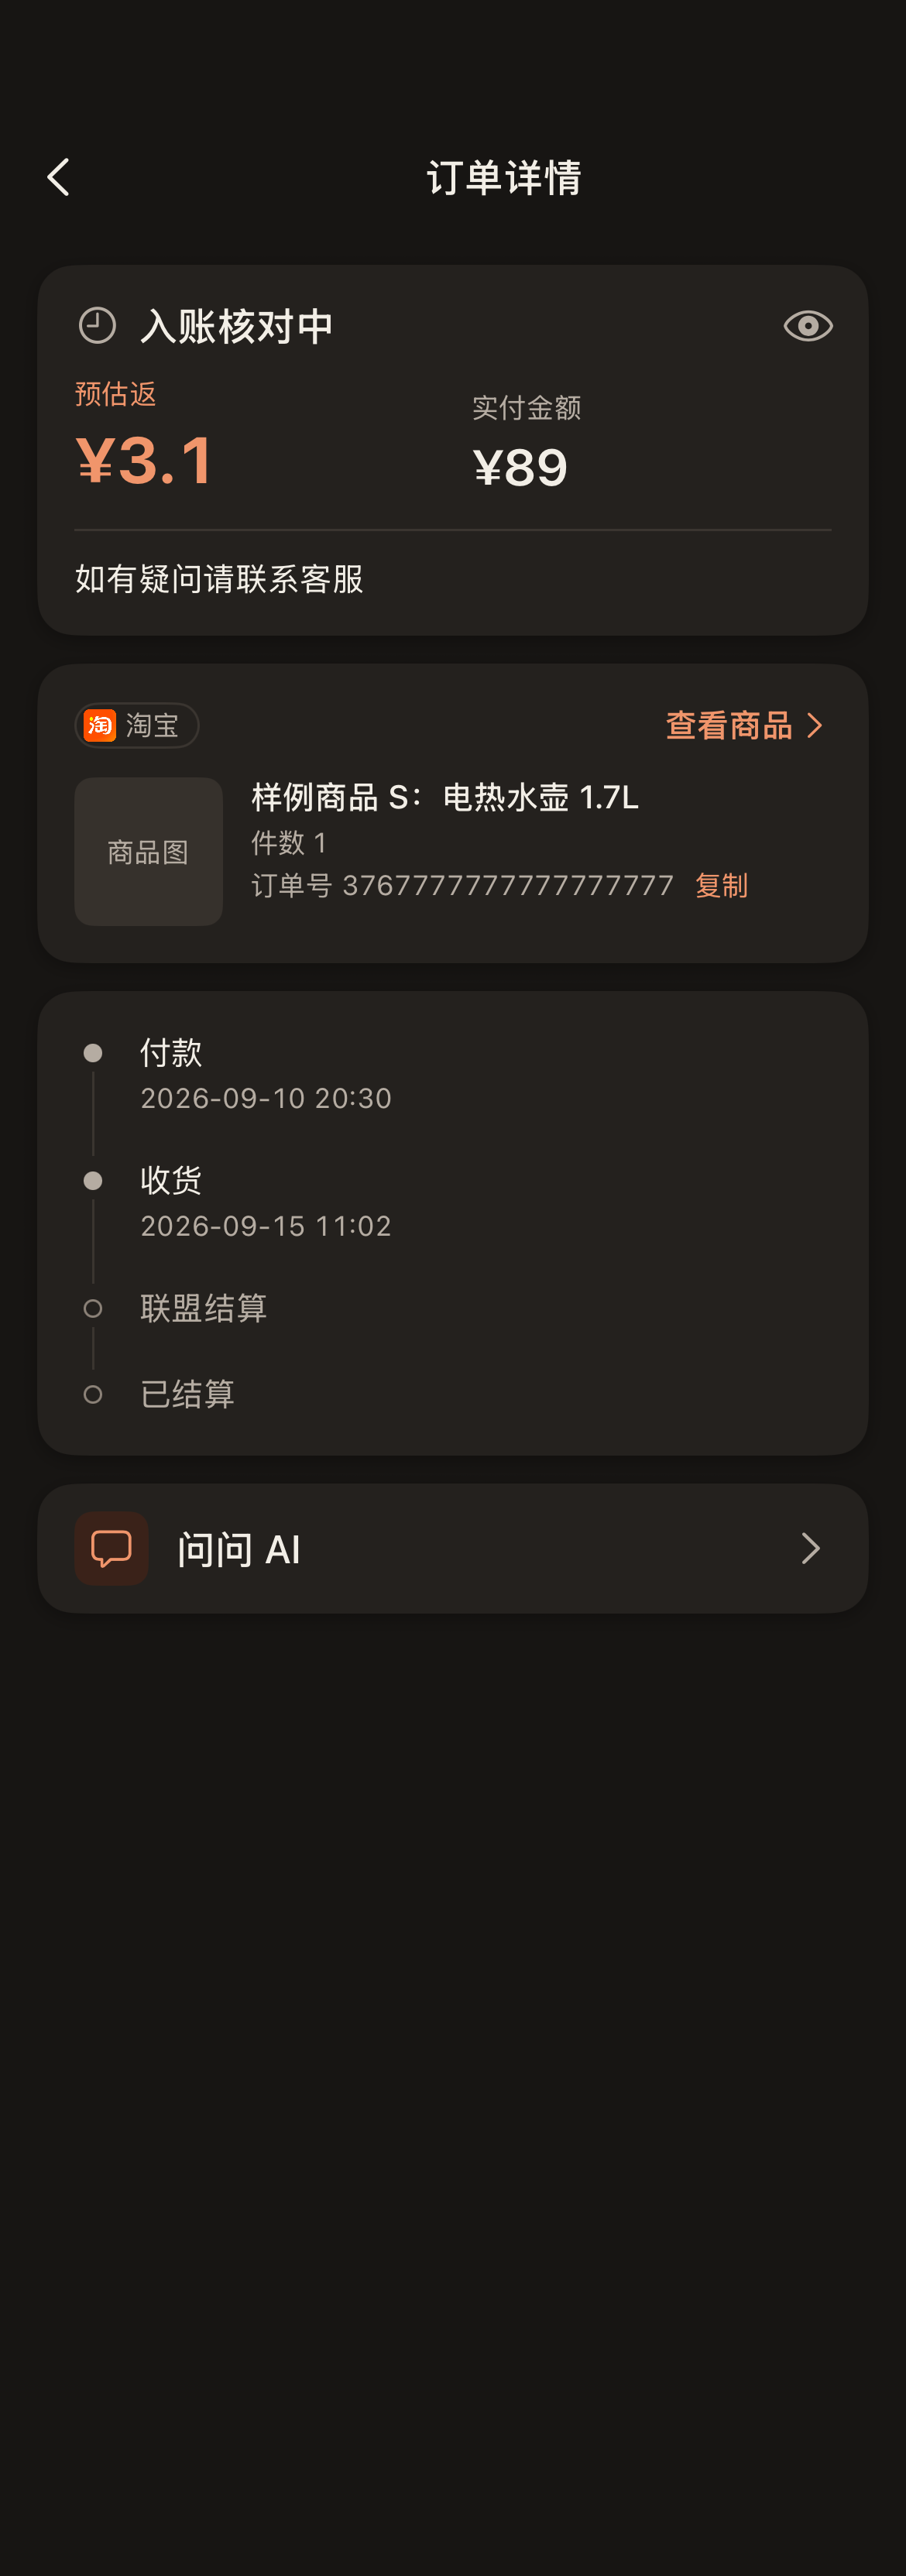 订单详情
入账核对中
预估返
¥3.1
实付金额
¥89
如有疑问请联系客服
淘 淘宝
查看商品
商品图
样例商品 S：电热水壶 1.7L
件数 1
订单号 3767777777777777777 复制
付款
2026-09-10 20:30
收货
2026-09-15 11:02
联盟结算
已结算
问问 AI